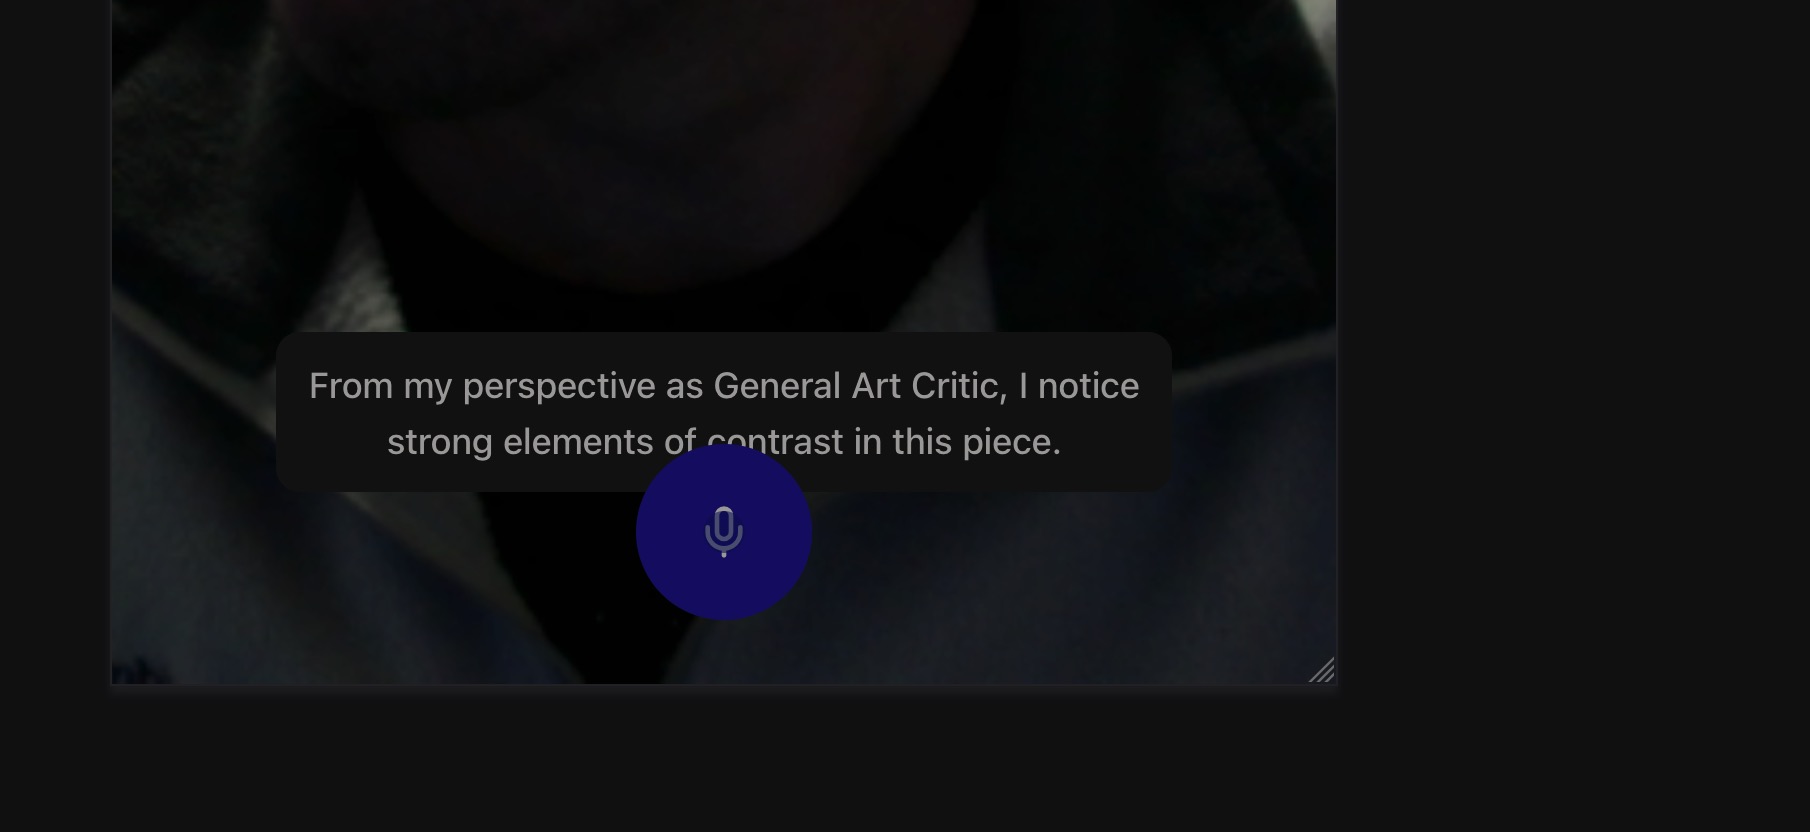 From my perspective as General Art Critic, I notice
strong elements of contrast in this piece.